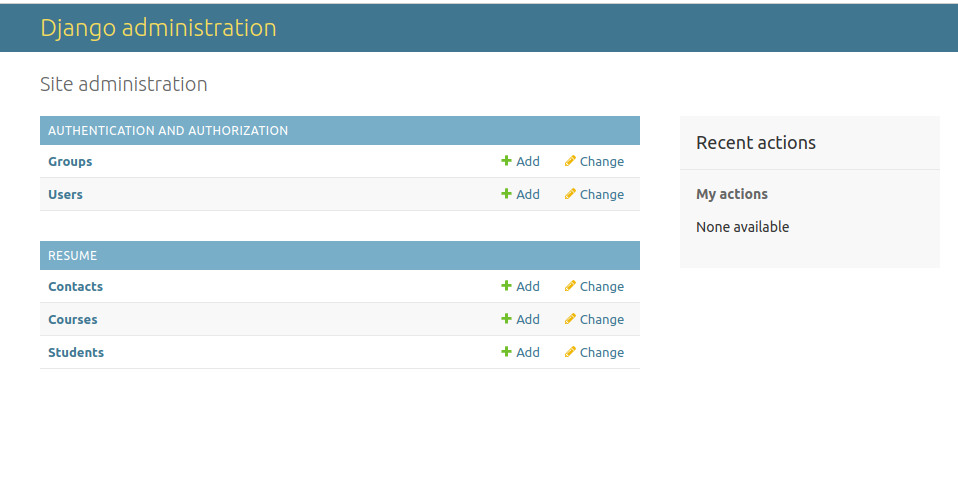 Django administration
Site administration
AUTHENTICATION AND AUTHORIZATION
Groups Add Change
Users Add Change
RESUME
Contacts Add Change
Courses Add Change
Students Add Change
Recent actions
My actions
None available